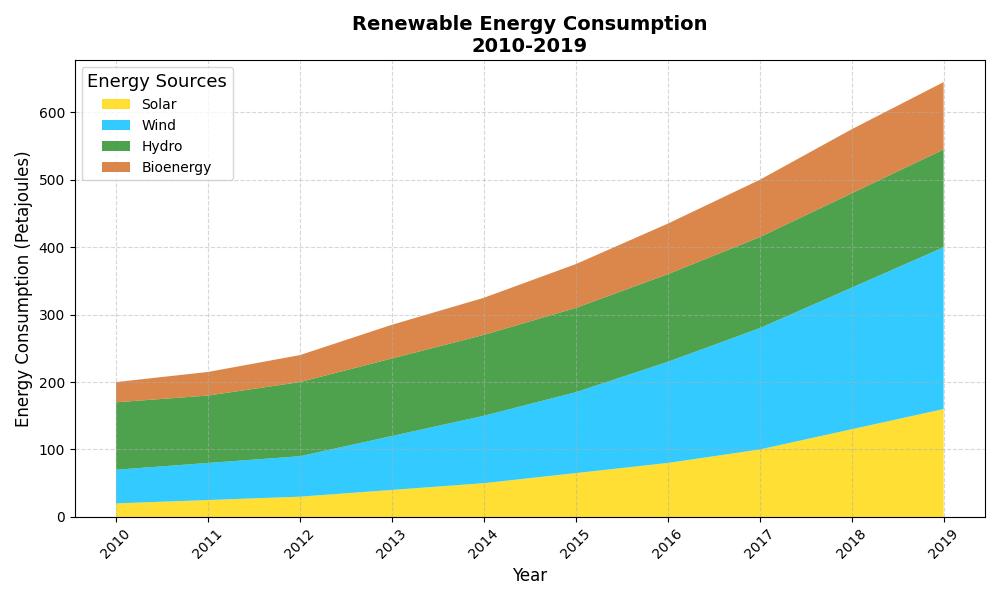 Renewable Energy Consumption
2010-2019
Energy Sources
Solar
Wind
Hydro
Bioenergy
Energy Consumption (Petajoules)
600
500
400
300
200
100
0
2010
2011
2012
2013
2014
2015
2016
2017
2018
2019
Year